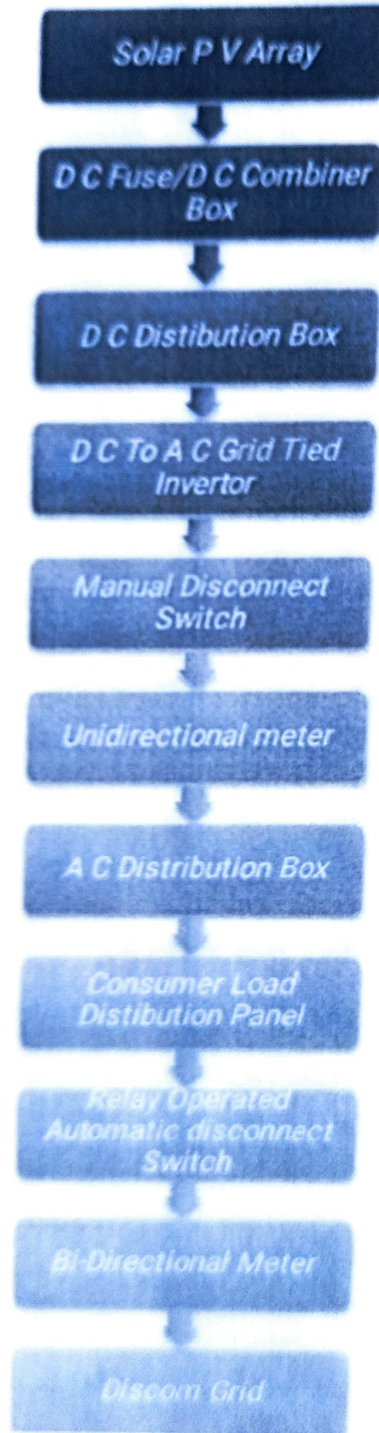 Solar P V Array
D C Fuse/D C Combiner
Box
D C Distibution Box
D C To A C Grid Tied
Invertor
Manual Disconnect
Switch
Unidirectional meter
A C Distribution Box
Consumer Load
Distibution Panel
Relay Operated
Automatic disconnect
Switch
Bi-Directional Meter
Discom Grid